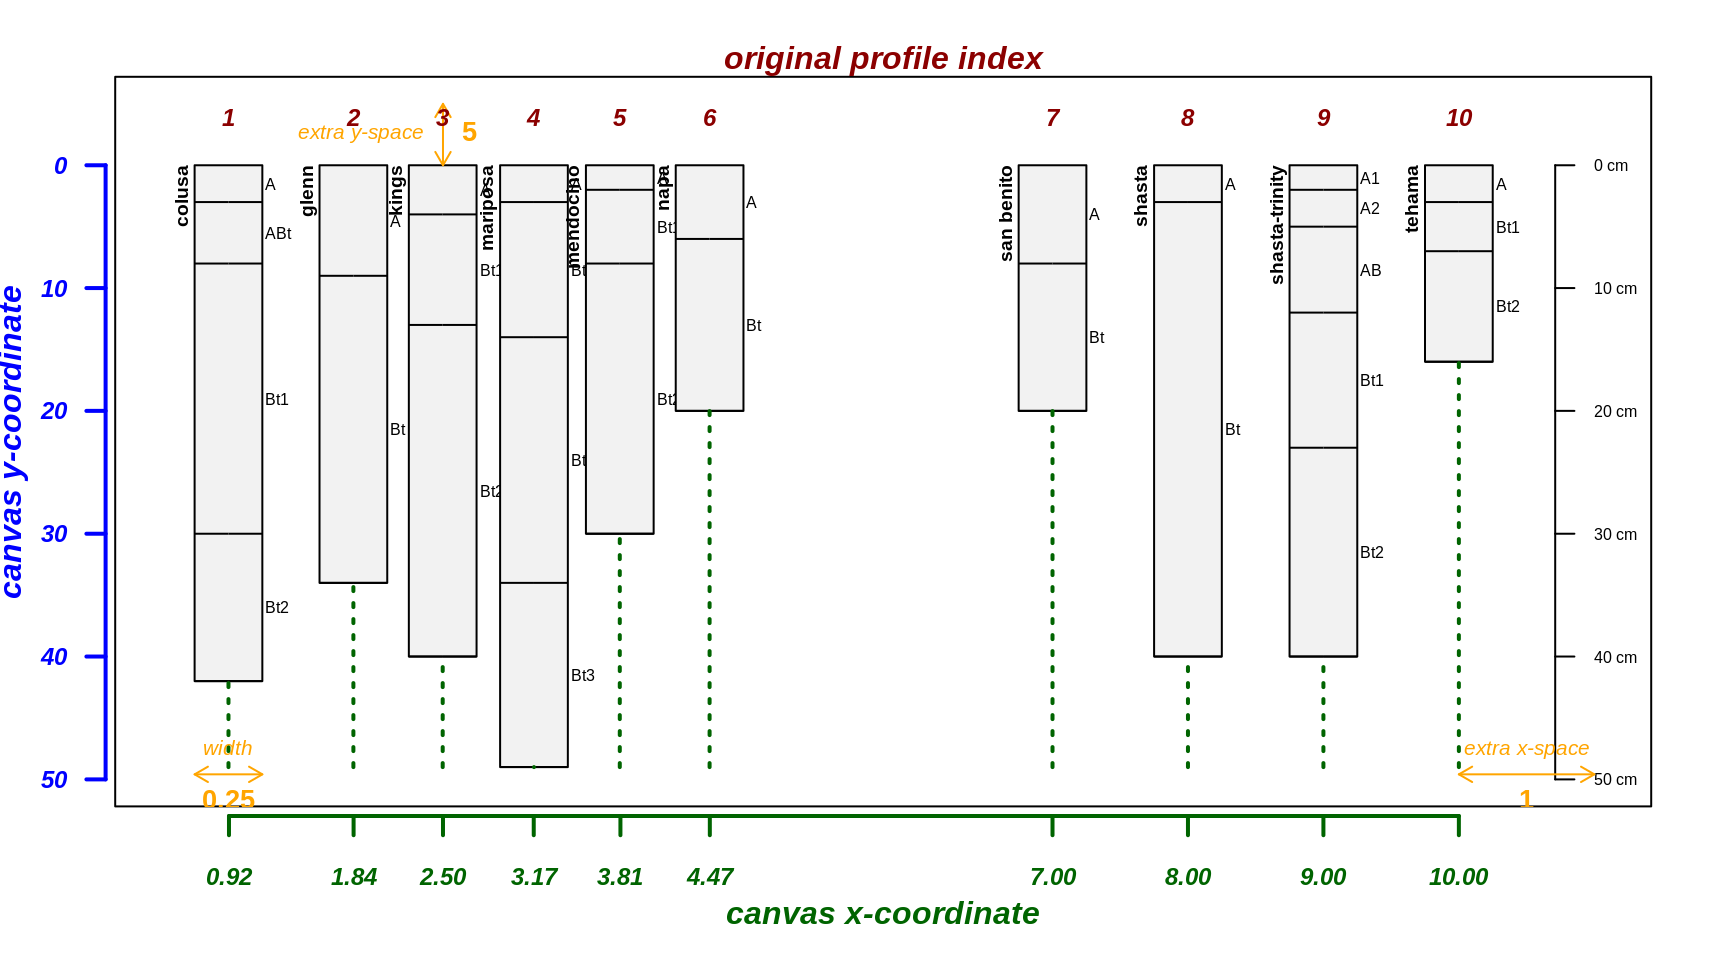 original profile index
1 2 3 4 5 6 7 8 9 10
extra y-space 5
canvas y-coordinate
0
10
20
30
40
50
colusa
A
ABt
Bt1
Bt2
glenn
A
Bt
kings
A
Bt1
Bt2
mariposa
A
Bt
Bt
Bt3
mendocino
A
Bt1
Bt2
napa
A
Bt
san benito
A
Bt
shasta
A
Bt
shasta-trinity
A1
A2
AB
Bt1
Bt2
tehama
A
Bt1
Bt2
0 cm
10 cm
20 cm
30 cm
40 cm
50 cm
width
0.25
extra x-space
1
0.92 1.84 2.50 3.17 3.81 4.47 7.00 8.00 9.00 10.00
canvas x-coordinate